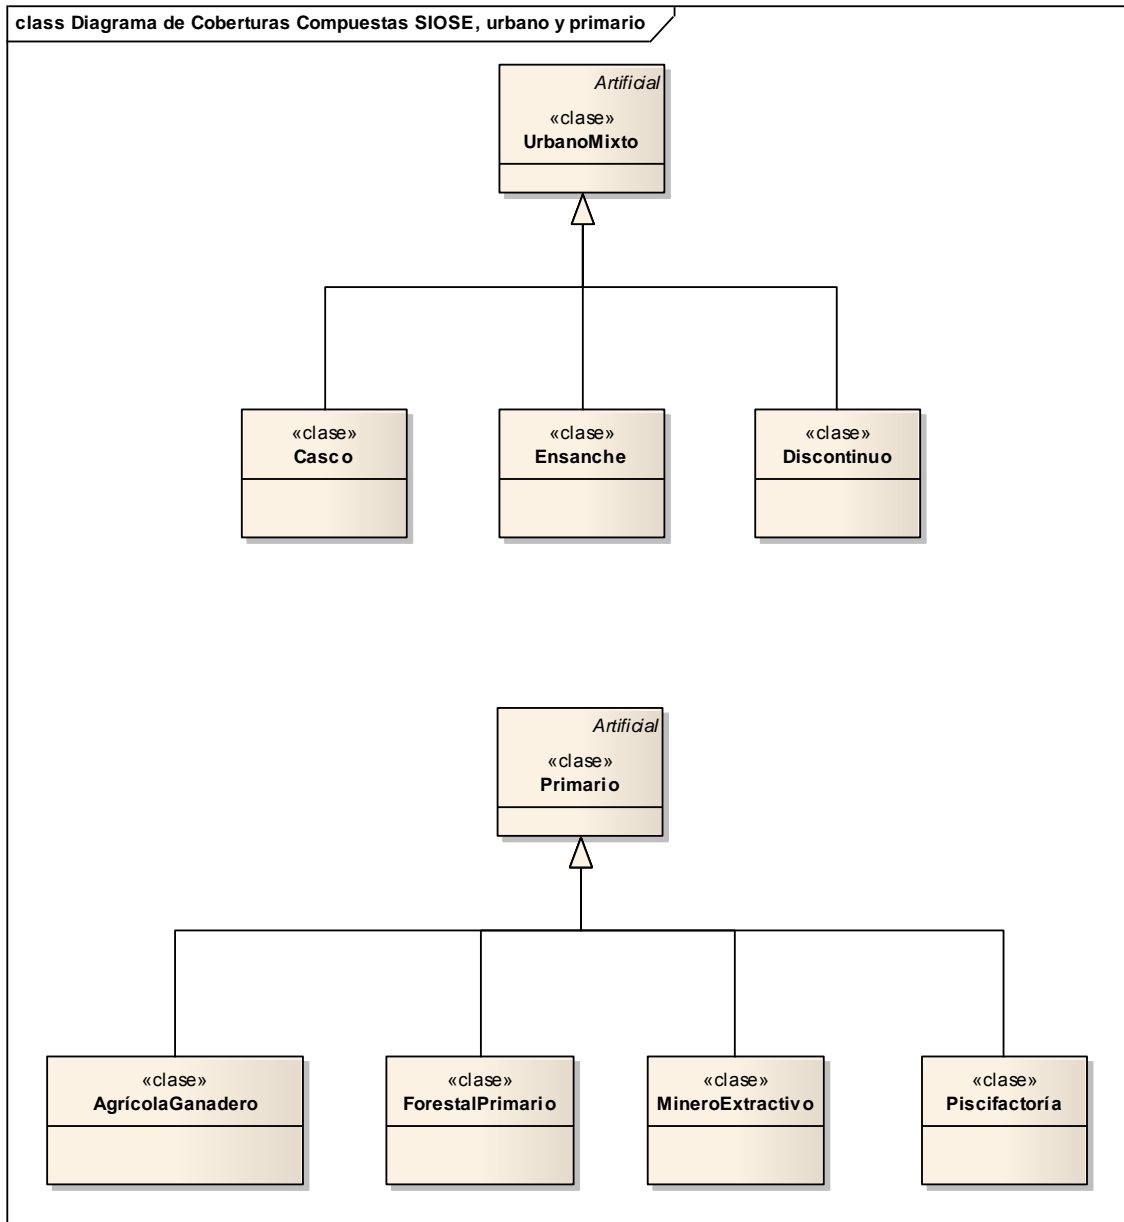 class Diagrama de Coberturas Compuestas SIOSE, urbano y primario
Artificial
«clase»
UrbanoMixto
«clase»
Casco
«clase»
Ensanche
«clase»
Discontinuo
Artificial
«clase»
Primario
«clase»
AgrícolaGanadero
«clase»
ForestalPrimario
«clase»
MineroExtractivo
«clase»
Piscifactoría